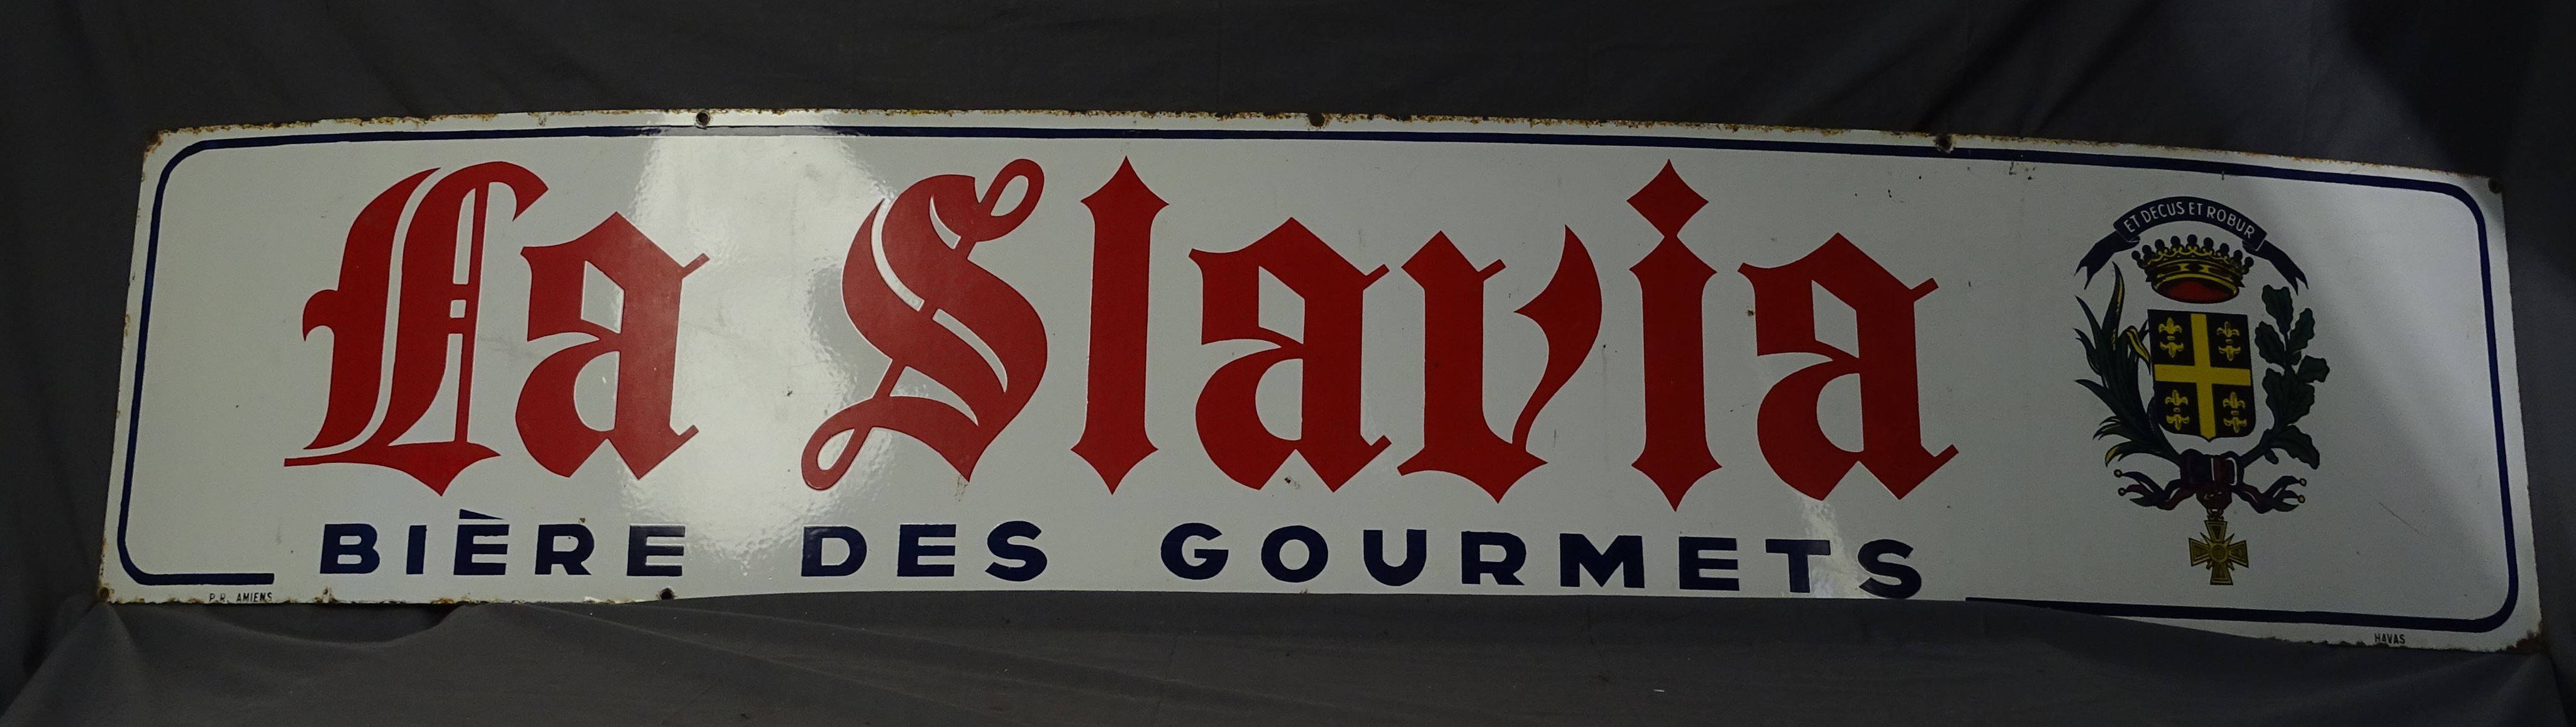 ET DECUS ET ROBUR
La Slavia
BIÈRE DES GOURMETS
P.R. AMIENS
HAVAS